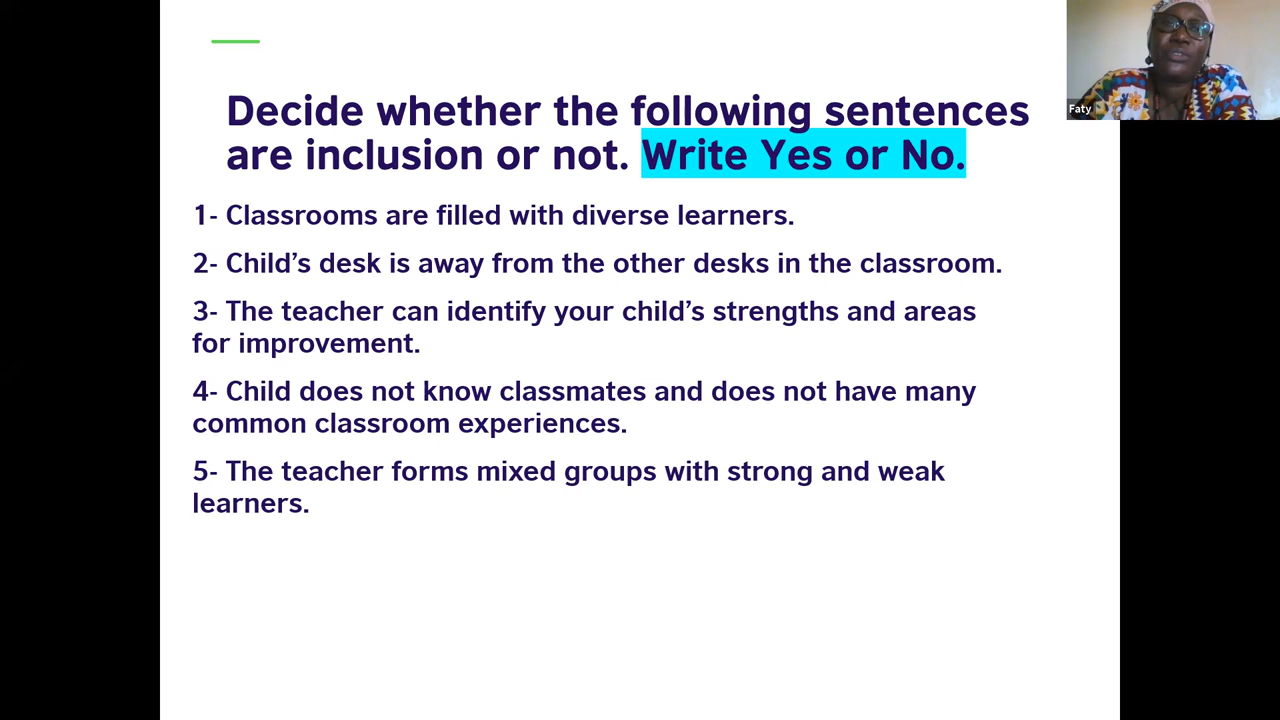 Decide whether the following sentences
are inclusion or not. Write Yes or No.
1- Classrooms are filled with diverse learners.
2- Child’s desk is away from the other desks in the classroom.
3- The teacher can identify your child’s strengths and areas
for improvement.
4- Child does not know classmates and does not have many
common classroom experiences.
5- The teacher forms mixed groups with strong and weak
learners.
Faty